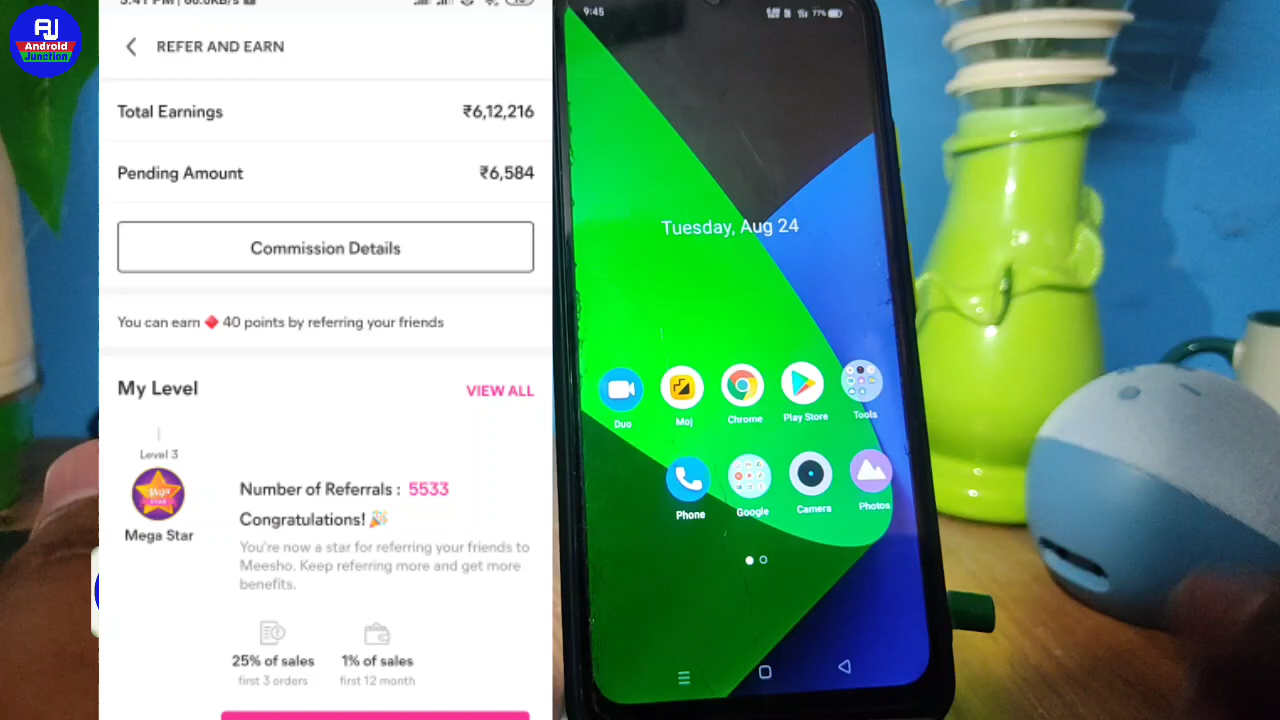 AJ
Android
Junction
REFER AND EARN
Total Earnings ₹6,12,216
Pending Amount ₹6,584
Commission Details
You can earn 40 points by referring your friends
My Level VIEW ALL
Level 3
Mega Star
Number of Referrals : 5533
Congratulations!
You're now a star for referring your friends to
Meesho. Keep referring more and get more
benefits.
25% of sales
first 3 orders
1% of sales
first 12 month
9:45
77%
Tuesday, Aug 24
Duo Moj Chrome Play Store Tools
Phone Google Camera Photos